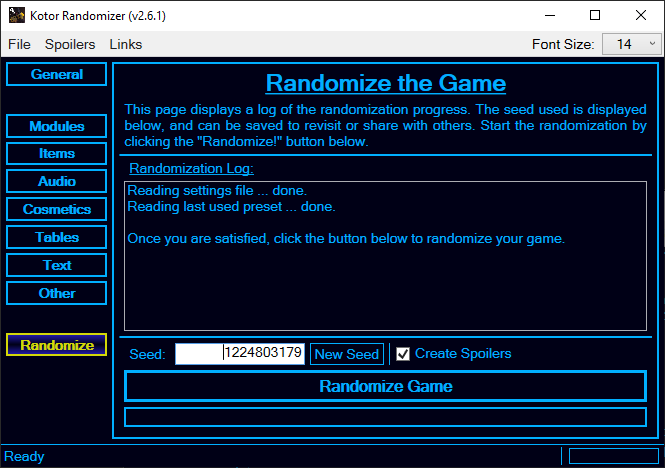 Kotor Randomizer (v2.6.1)
File Spoilers Links Font Size: 14
General
Modules
Items
Audio
Cosmetics
Tables
Text
Other
Randomize
Randomize the Game
This page displays a log of the randomization progress. The seed used is displayed
below, and can be saved to revisit or share with others. Start the randomization by
clicking the "Randomize!" button below.
Randomization Log:
Reading settings file ... done.
Reading last used preset ... done.
Once you are satisfied, click the button below to randomize your game.
Seed: 1224803179 New Seed Create Spoilers
Randomize Game
Ready